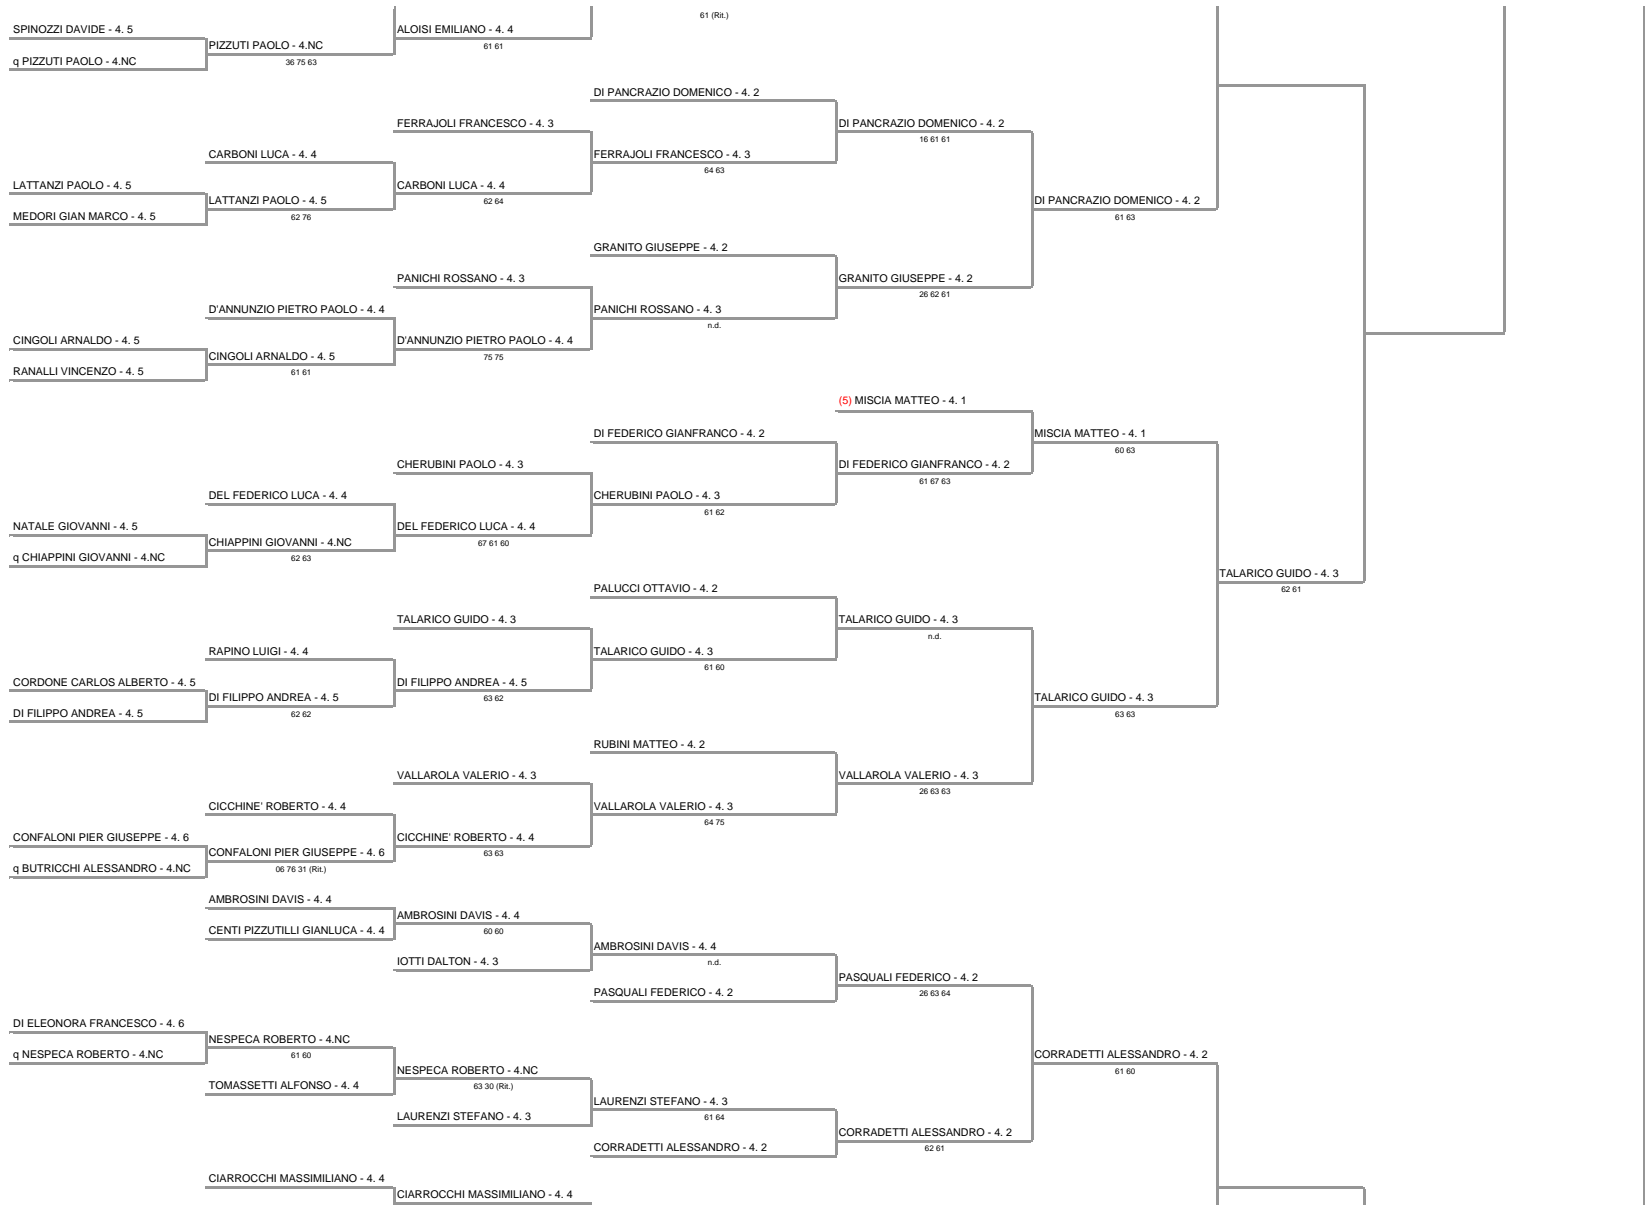 61 (Rit.)
SPINOZZI DAVIDE - 4. 5
ALOISI EMILIANO - 4. 4
PIZZUTI PAOLO - 4.NC
61 61
q PIZZUTI PAOLO - 4.NC
36 75 63
DI PANCRAZIO DOMENICO - 4. 2
FERRAJOLI FRANCESCO - 4. 3
DI PANCRAZIO DOMENICO - 4. 2
16 61 61
CARBONI LUCA - 4. 4
FERRAJOLI FRANCESCO - 4. 3
64 63
LATTANZI PAOLO - 4. 5
CARBONI LUCA - 4. 4
LATTANZI PAOLO - 4. 5
62 64
DI PANCRAZIO DOMENICO - 4. 2
MEDORI GIAN MARCO - 4. 5
62 76
61 63
GRANITO GIUSEPPE - 4. 2
PANICHI ROSSANO - 4. 3
GRANITO GIUSEPPE - 4. 2
26 62 61
D'ANNUNZIO PIETRO PAOLO - 4. 4
PANICHI ROSSANO - 4. 3
n.d.
CINGOLI ARNALDO - 4. 5
D'ANNUNZIO PIETRO PAOLO - 4. 4
CINGOLI ARNALDO - 4. 5
75 75
RANALLI VINCENZO - 4. 5
61 61
(5) MISCIA MATTEO - 4. 1
DI FEDERICO GIANFRANCO - 4. 2
MISCIA MATTEO - 4. 1
60 63
CHERUBINI PAOLO - 4. 3
DI FEDERICO GIANFRANCO - 4. 2
61 67 63
DEL FEDERICO LUCA - 4. 4
CHERUBINI PAOLO - 4. 3
61 62
NATALE GIOVANNI - 4. 5
DEL FEDERICO LUCA - 4. 4
CHIAPPINI GIOVANNI - 4.NC
67 61 60
q CHIAPPINI GIOVANNI - 4.NC
62 63
TALARICO GUIDO - 4. 3
62 61
PALUCCI OTTAVIO - 4. 2
TALARICO GUIDO - 4. 3
TALARICO GUIDO - 4. 3
n.d.
RAPINO LUIGI - 4. 4
TALARICO GUIDO - 4. 3
61 60
CORDONE CARLOS ALBERTO - 4. 5
DI FILIPPO ANDREA - 4. 5
DI FILIPPO ANDREA - 4. 5
63 62
TALARICO GUIDO - 4. 3
DI FILIPPO ANDREA - 4. 5
62 62
63 63
RUBINI MATTEO - 4. 2
VALLAROLA VALERIO - 4. 3
VALLAROLA VALERIO - 4. 3
26 63 63
CICCHINE' ROBERTO - 4. 4
VALLAROLA VALERIO - 4. 3
64 75
CONFALONI PIER GIUSEPPE - 4. 6
CICCHINE' ROBERTO - 4. 4
CONFALONI PIER GIUSEPPE - 4. 6
63 63
q BUTRICCHI ALESSANDRO - 4.NC
06 76 31 (Rit.)
AMBROSINI DAVIS - 4. 4
AMBROSINI DAVIS - 4. 4
CENTI PIZZUTILLI GIANLUCA - 4. 4
60 60
AMBROSINI DAVIS - 4. 4
IOTTI DALTON - 4. 3
n.d.
PASQUALI FEDERICO - 4. 2
PASQUALI FEDERICO - 4. 2
26 63 64
DI ELEONORA FRANCESCO - 4. 6
NESPECA ROBERTO - 4.NC
q NESPECA ROBERTO - 4.NC
61 60
CORRADETTI ALESSANDRO - 4. 2
NESPECA ROBERTO - 4.NC
61 60
TOMASSETTI ALFONSO - 4. 4
63 30 (Rit.)
LAURENZI STEFANO - 4. 3
LAURENZI STEFANO - 4. 3
61 64
CORRADETTI ALESSANDRO - 4. 2
CORRADETTI ALESSANDRO - 4. 2
62 61
CIARROCCHI MASSIMILIANO - 4. 4
CIARROCCHI MASSIMILIANO - 4. 4